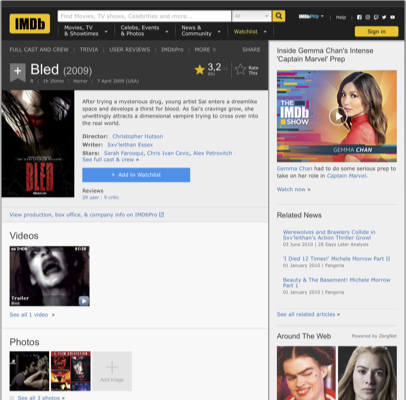 IMDb
Find Movies, TV shows, Celebrities and more...
All
IMDbPro
Help
Movies, TV
& Showtimes
Celebs, Events
& Photos
News &
Community
Watchlist
Sign in
FULL CAST AND CREW | TRIVIA | USER REVIEWS | IMDbPro | MORE
SHARE
Bled (2009)
3,2
Rate
This
R | 1h 35min | Horror | 7 April 2009 (USA)
After trying a mysterious drug, young artist Sai enters a dreamlike
space and develops a thirst for blood. As Sai's cravings grow, she
unwittingly attracts a dimensional vampire trying to cross over into
the real world.
Director: Christopher Hutson
Writer: Sxv'leithan Essex
Stars: Sarah Farooqui, Chris Ivan Cevic, Alex Petrovitch
See full cast & crew »
+ Add to Watchlist
Reviews
29 user | 9 critic
BLED
View production, box office, & company info on IMDbPro
Videos
Trailer
Bled
See all 1 video »
Photos
Add Image
See all 3 photos »
Inside Gemma Chan's Intense
'Captain Marvel' Prep
The
IMDb
SHOW
GEMMA CHAN
Gemma Chan had to do some serious prep to
take on her role in Captain Marvel.
Watch now »
Related News
Werewolves and Brawlers Collide in
Sxv'leithan's Action Thriller Growl
03 June 2019 | 28 Days Later Analysis
'I Died 12 Times!' Michele Morrow Part II
01 January 2010 | Fangoria
Beauty & The Basement! Michele Morrow
Part I
01 January 2010 | Fangoria
See all related articles »
Around The Web
Powered by ZergNet